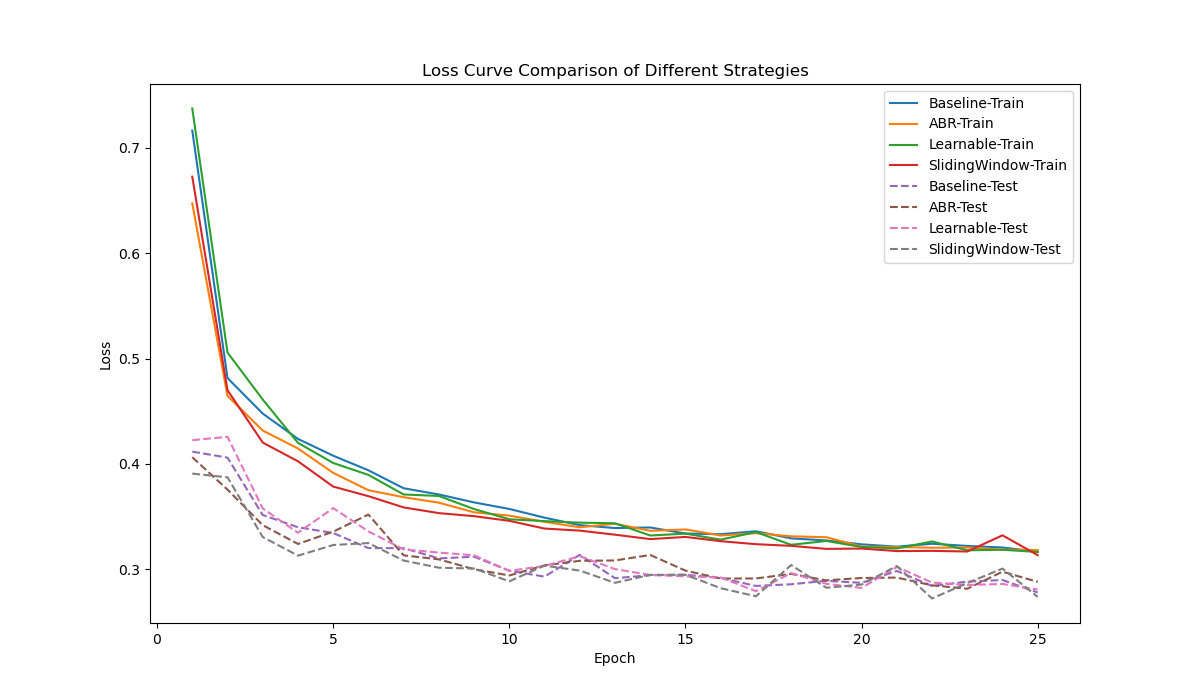 Loss Curve Comparison of Different Strategies
Baseline-Train
ABR-Train
Learnable-Train
SlidingWindow-Train
Baseline-Test
ABR-Test
Learnable-Test
SlidingWindow-Test
0.7
0.6
0.5
0.4
0.3
Loss
0 5 10 15 20 25
Epoch